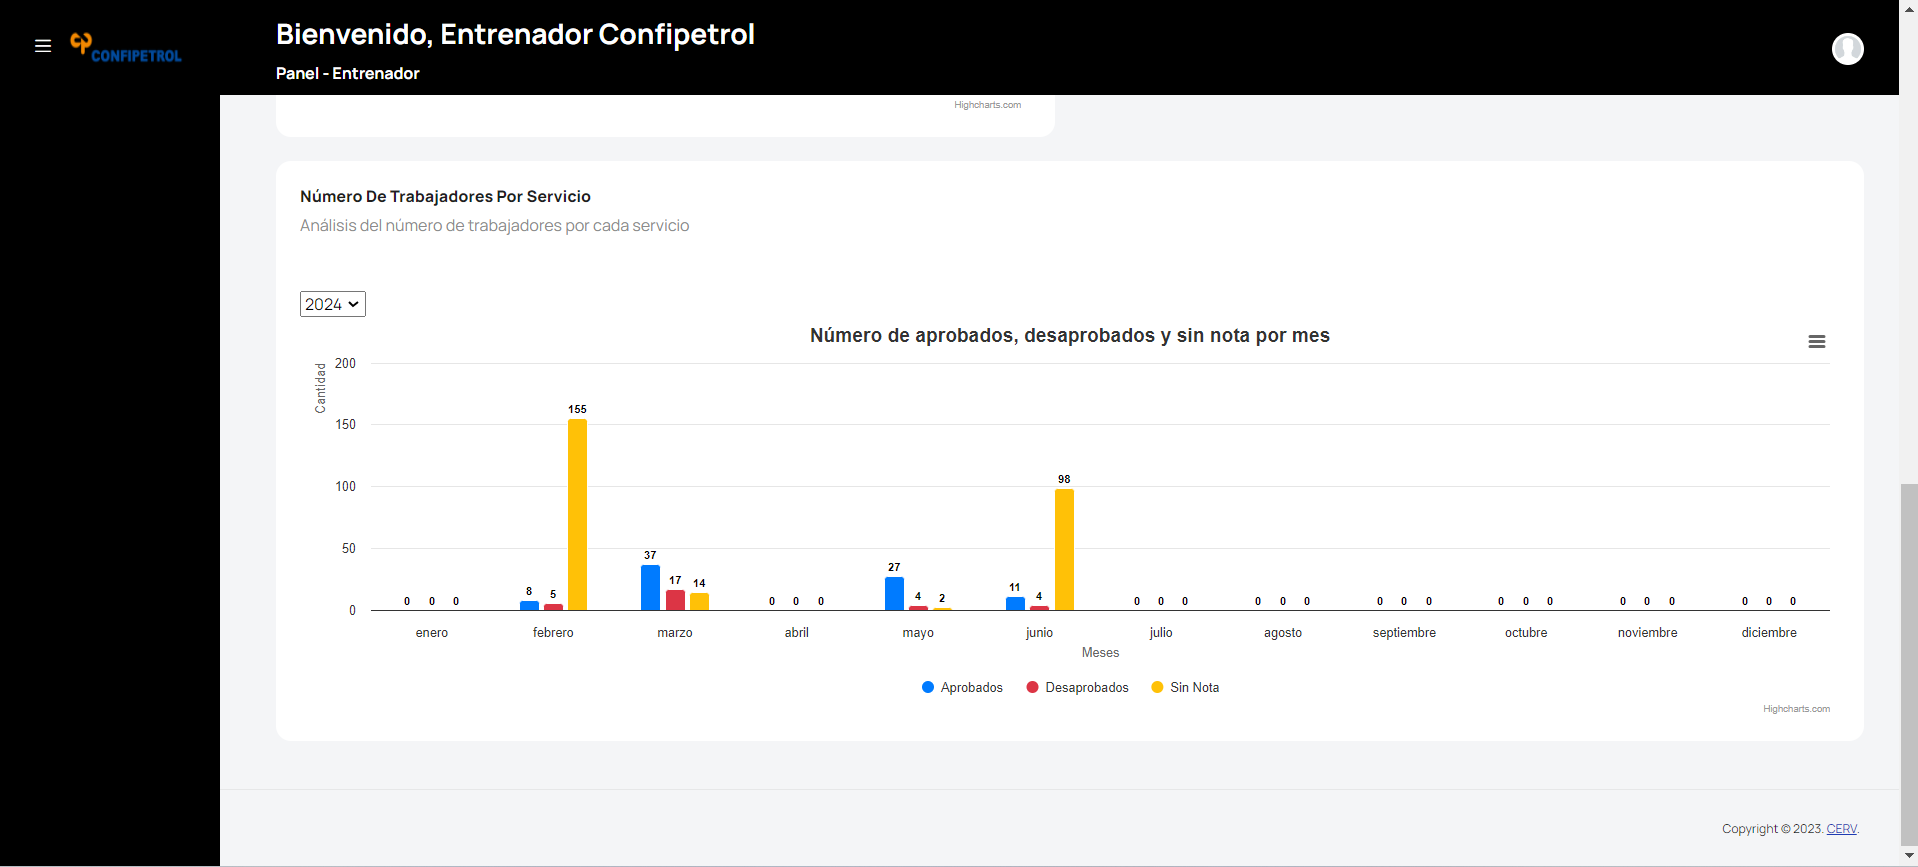 CONFIPETROL
Bienvenido, Entrenador Confipetrol
Panel - Entrenador
Highcharts.com
Número De Trabajadores Por Servicio
Análisis del número de trabajadores por cada servicio
2024
Número de aprobados, desaprobados y sin nota por mes
Cantidad
200
150
100
50
0
0 0 0
8 5 155
37 17 14
0 0 0
27 4 2
11 4 98
0 0 0
0 0 0
0 0 0
0 0 0
0 0 0
0 0 0
enero febrero marzo abril mayo junio julio agosto septiembre octubre noviembre diciembre
Meses
Aprobados Desaprobados Sin Nota
Highcharts.com
Copyright © 2023. CERV.